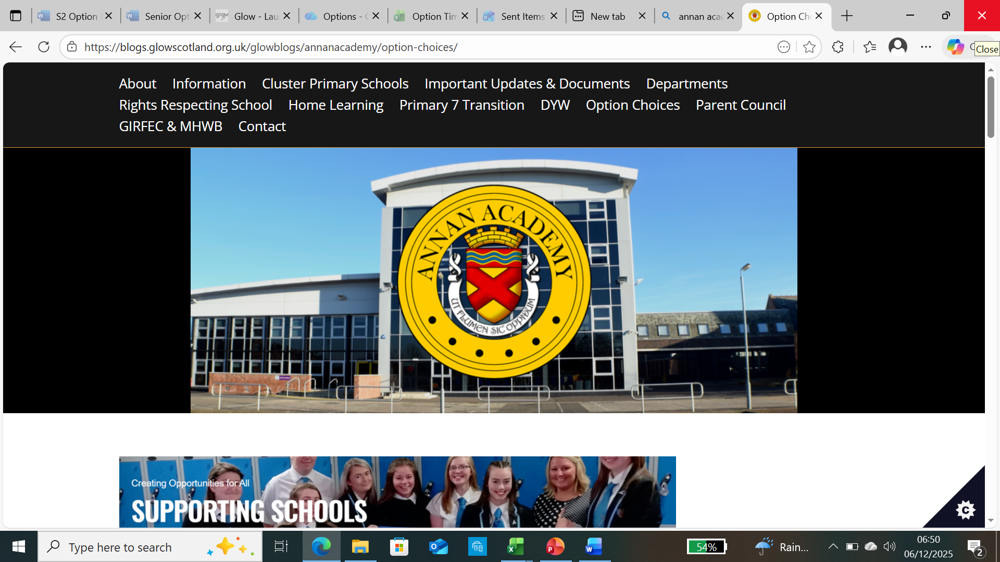 S2 Option
Senior Opt
Glow - Lau
Options -
Option Tim
Sent Items
New tab
annan aca
Option Ch
https://blogs.glowscotland.org.uk/glowblogs/annanacademy/option-choices/
Close
About Information Cluster Primary Schools Important Updates & Documents Departments
Rights Respecting School Home Learning Primary 7 Transition DYW Option Choices Parent Council
GIRFEC & MHWB Contact
ANNAN ACADEMY
UT FLUMEN SIC OPPIDUM
Creating Opportunities for All
SUPPORTING SCHOOLS
Type here to search
54%
Rain...
06:50
06/12/2025
2